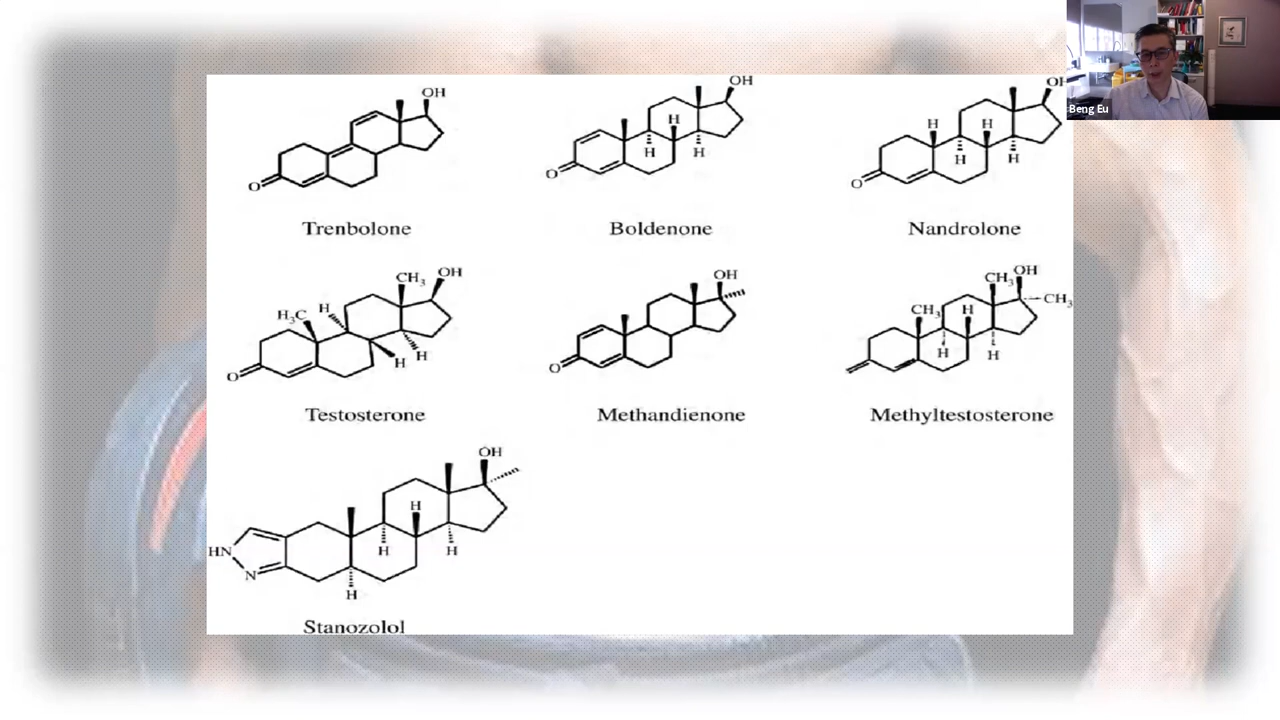 Beng Eu
OH
O
Trenbolone
OH
H
H
H
O
Boldenone
OH
H
H
H
H
O
Nandrolone
CH3
OH
H3C
H
H
H
O
Testosterone
OH
O
Methandienone
CH3
OH
CH3
CH3
H
H
H
Methyltestosterone
OH
H
H
H
HN
N
H
Stanozolol